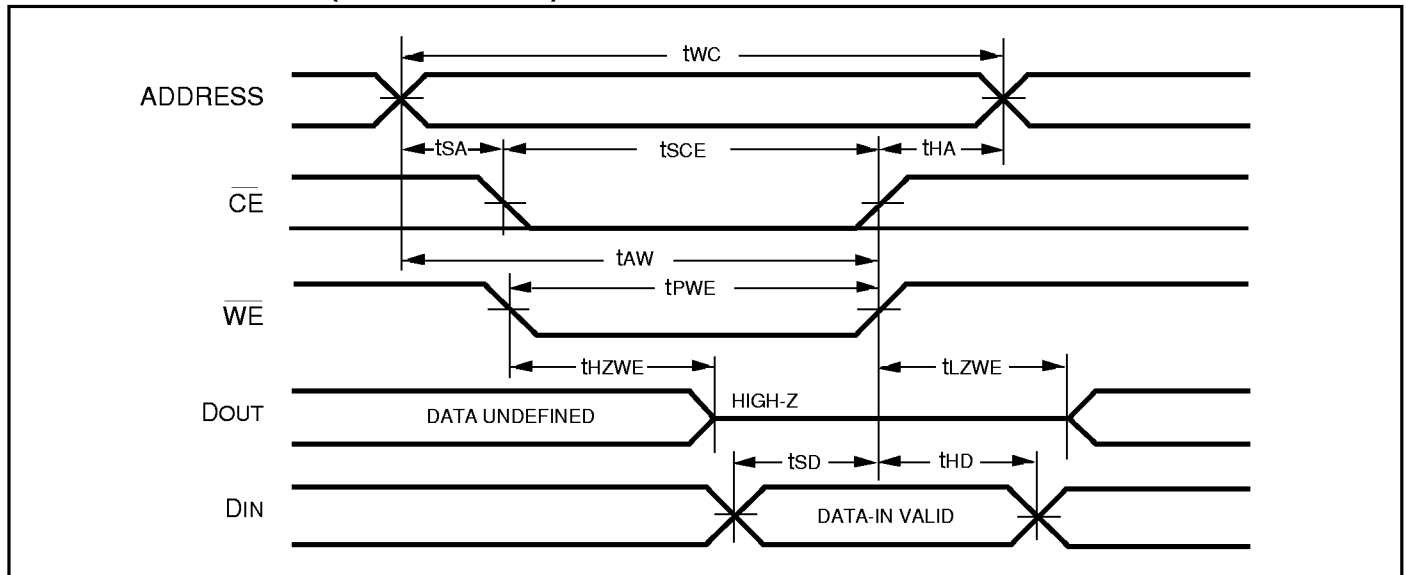 tWC
ADDRESS
tSA
tSCE
tHA
CE
tAW
tPWE
WE
tHZWE
tLZWE
DOUT
DATA UNDEFINED
HIGH-Z
tSD
tHD
DIN
DATA-IN VALID